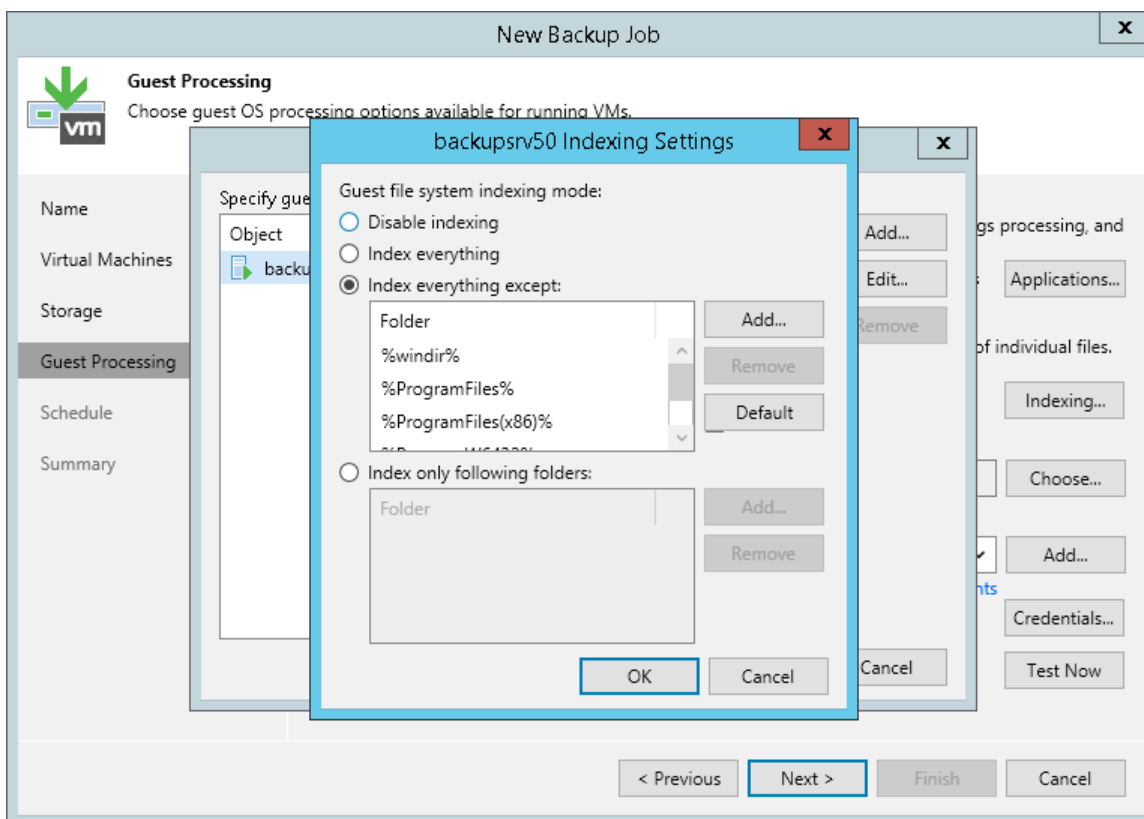 New Backup Job
x
vm
Guest Processing
Choose guest OS processing options available for running VMs.
Name
Virtual Machines
Storage
Guest Processing
Schedule
Summary
x
Specify gue
Object
backu
Add...
Edit...
Remove
Cancel
backupsrv50 Indexing Settings
x
Guest file system indexing mode:
Disable indexing
Index everything
Index everything except:
Folder
%windir%
%ProgramFiles%
%ProgramFiles(x86)%
Add...
Remove
Default
Index only following folders:
Folder
Add...
Remove
OK
Cancel
gs processing, and
Applications...
of individual files.
Indexing...
Choose...
Add...
nts
Credentials...
Test Now
< Previous
Next >
Finish
Cancel